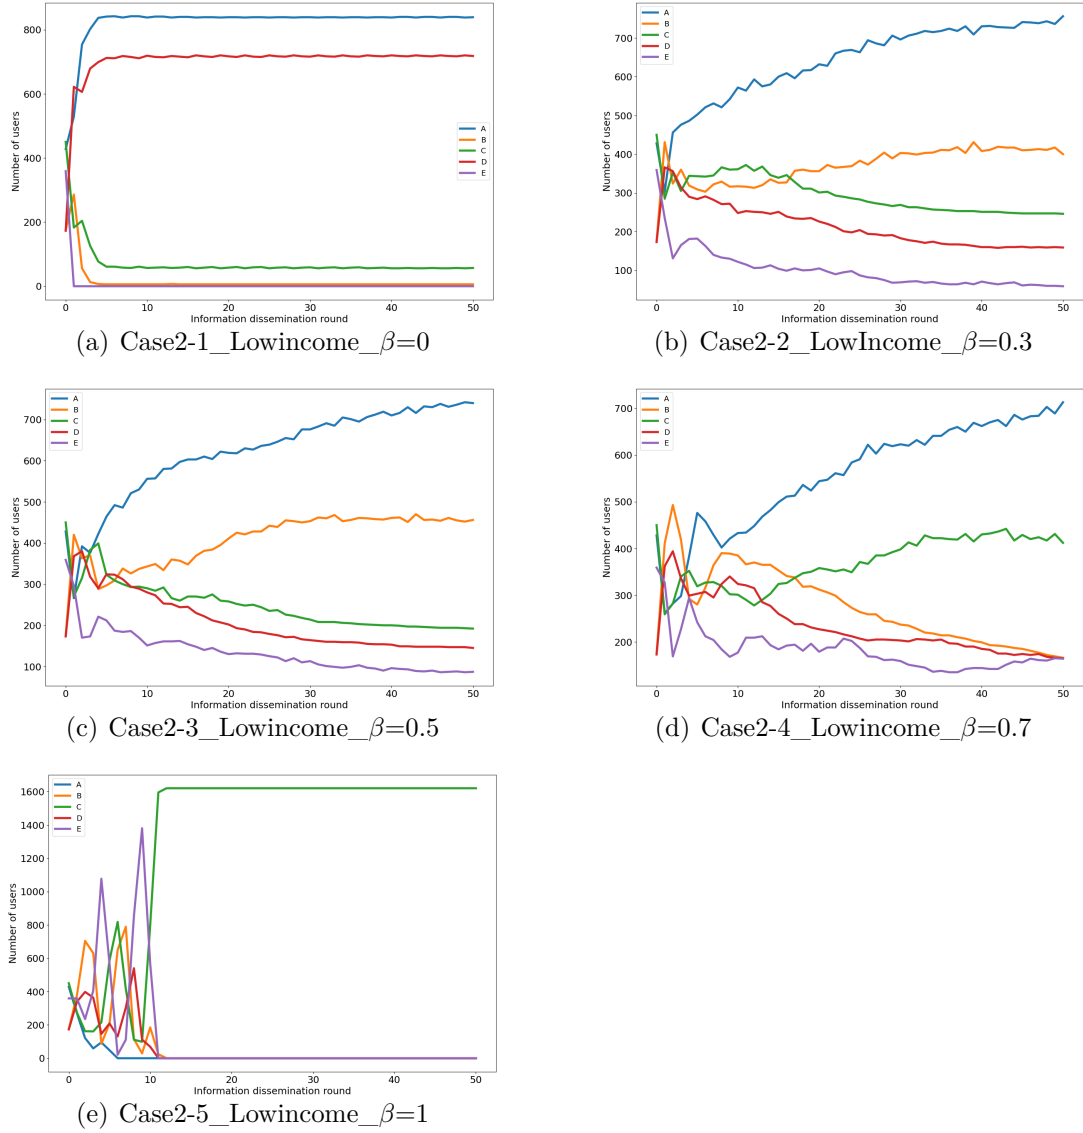 800
600
400
200
0
Number of users
A
B
C
D
E
0 10 20 30 40 50
Information dissemination round
(a) Case2-1_Lowincome_β=0
700
600
500
400
300
200
100
Number of users
A
B
C
D
E
0 10 20 30 40 50
Information dissemination round
(b) Case2-2_LowIncome_β=0.3
700
600
500
400
300
200
100
Number of users
A
B
C
D
E
0 10 20 30 40 50
Information dissemination round
(c) Case2-3_Lowincome_β=0.5
700
600
500
400
300
200
Number of users
A
B
C
D
E
0 10 20 30 40 50
Information dissemination round
(d) Case2-4_Lowincome_β=0.7
1600
1400
1200
1000
800
600
400
200
0
Number of users
A
B
C
D
E
0 10 20 30 40 50
Information dissemination round
(e) Case2-5_Lowincome_β=1